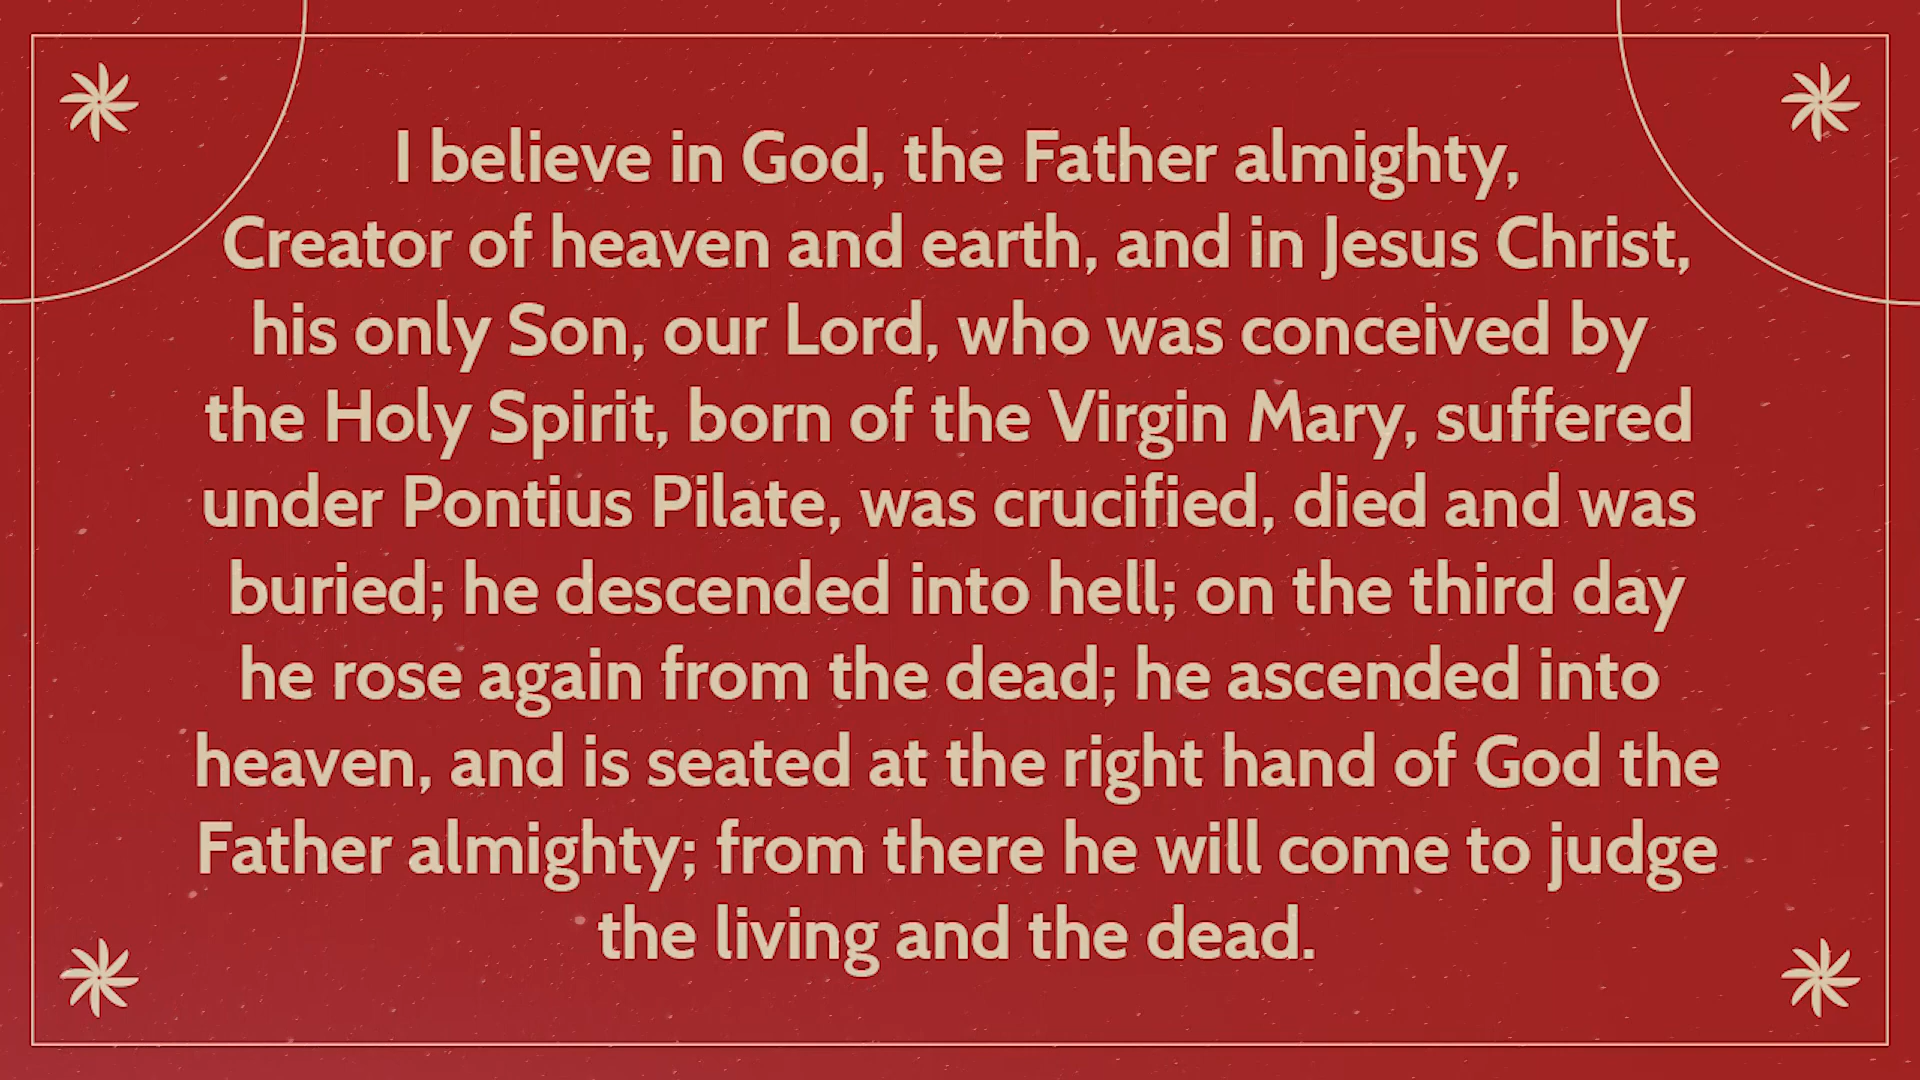 I believe in God, the Father almighty,
Creator of heaven and earth, and in Jesus Christ,
his only Son, our Lord, who was conceived by
the Holy Spirit, born of the Virgin Mary, suffered
under Pontius Pilate, was crucified, died and was
buried; he descended into hell; on the third day
he rose again from the dead; he ascended into
heaven, and is seated at the right hand of God the
Father almighty; from there he will come to judge
the living and the dead.